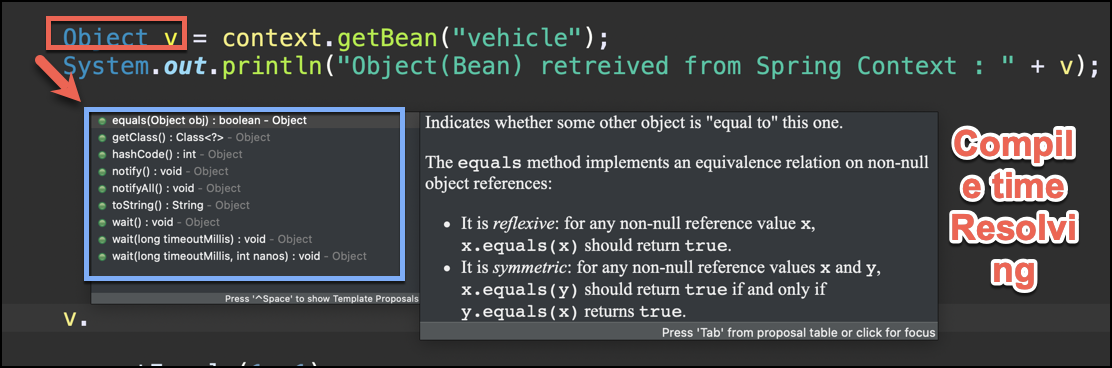 Object v = context.getBean("vehicle");
System.out.println("Object(Bean) retreived from Spring Context : " + v);
equals(Object obj) : boolean - Object
getClass() : Class<?> - Object
hashCode() : int - Object
notify() : void - Object
notifyAll() : void - Object
toString() : String - Object
wait() : void - Object
wait(long timeoutMillis) : void - Object
wait(long timeoutMillis, int nanos) : void - Object
Press '^Space' to show Template Proposals
Indicates whether some other object is "equal to" this one.
The equals method implements an equivalence relation on non-null
object references:
• It is reflexive: for any non-null reference value x,
x.equals(x) should return true.
• It is symmetric: for any non-null reference values x and y,
x.equals(y) should return true if and only if
y.equals(x) returns true.
Press 'Tab' from proposal table or click for focus
Compil
e time
Resolvi
ng
v.